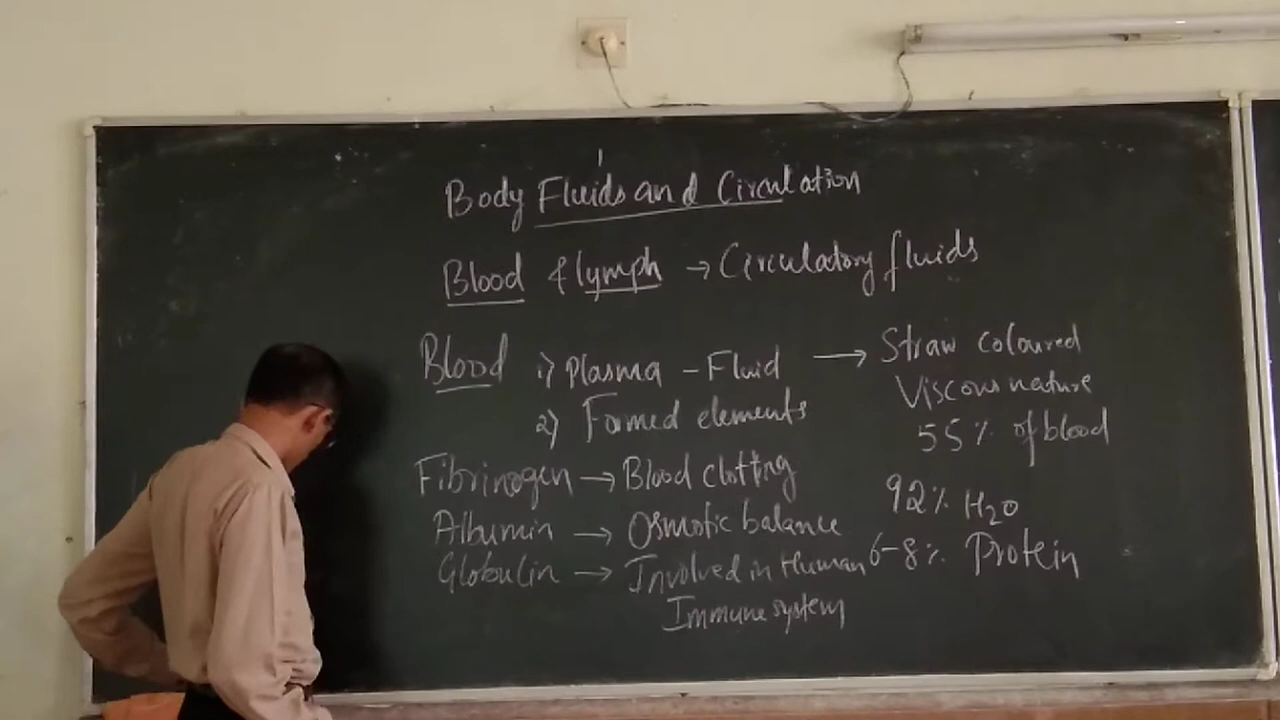 Body Fluids and Circulation
Blood & lymph → Circulatory fluids
Blood 1) Plasma - Fluid → Straw coloured
Viscous nature
2) Formed elements
55% of blood
Fibrinogen → Blood clotting
92% H2O
Albumin → Osmotic balance
6-8% Protein
Globulin → Involved in Human
Immune system